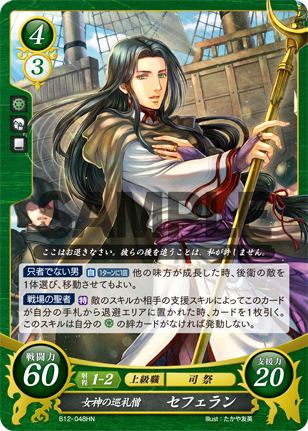 4
3
SAMPLE
ここはお退きなさい。彼らの後を追うことは、私が許しません。
只者でない男 自 1ターンに1回 他の味方が成長した時、後衛の敵を
1体選び、移動させてもよい。
戦場の聖者 特 敵のスキルか相手の支援スキルによってこのカード
が自分の手札から退避エリアに置かれた時、カードを1枚引く。
このスキルは自分の の絆カードがなければ発動しない。
戦闘力 60 射程 1-2 上級職 司祭 支援力 20
女神の巡礼僧 セフェラン
B12-048HN Illust:たかや友英